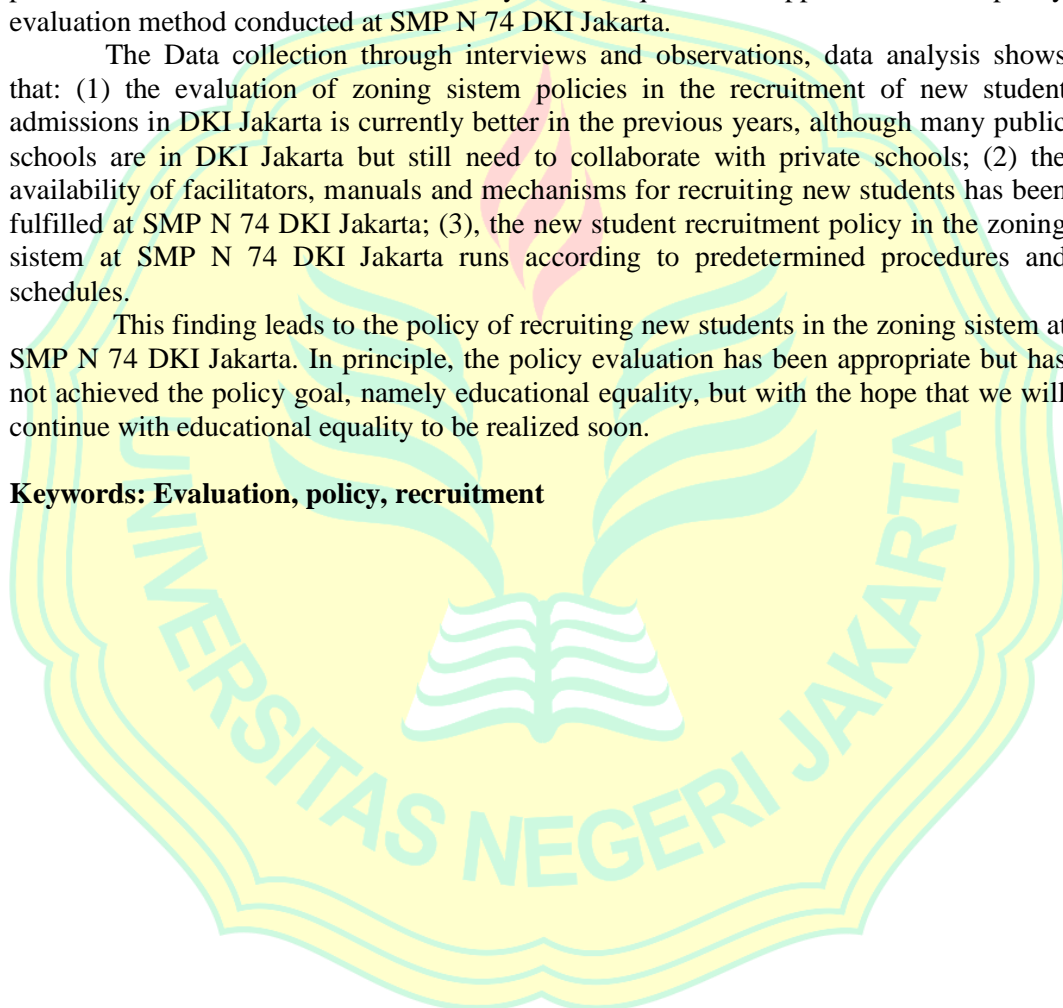 evaluation method conducted at SMP N 74 DKI Jakarta.
The Data collection through interviews and observations, data analysis shows
that: (1) the evaluation of zoning sistem policies in the recruitment of new student
admissions in DKI Jakarta is currently better in the previous years, although many public
schools are in DKI Jakarta but still need to collaborate with private schools; (2) the
availability of facilitators, manuals and mechanisms for recruiting new students has been
fulfilled at SMP N 74 DKI Jakarta; (3), the new student recruitment policy in the zoning
sistem at SMP N 74 DKI Jakarta runs according to predetermined procedures and
schedules.
This finding leads to the policy of recruiting new students in the zoning sistem at
SMP N 74 DKI Jakarta. In principle, the policy evaluation has been appropriate but has
not achieved the policy goal, namely educational equality, but with the hope that we will
continue with educational equality to be realized soon.
Keywords: Evaluation, policy, recruitment
UNIVERSITAS NEGERI JAKARTA